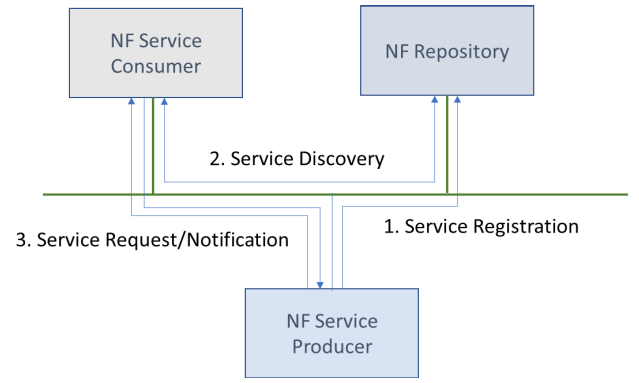 NF Service
Consumer
NF Repository
2. Service Discovery
1. Service Registration
3. Service Request/Notification
NF Service
Producer